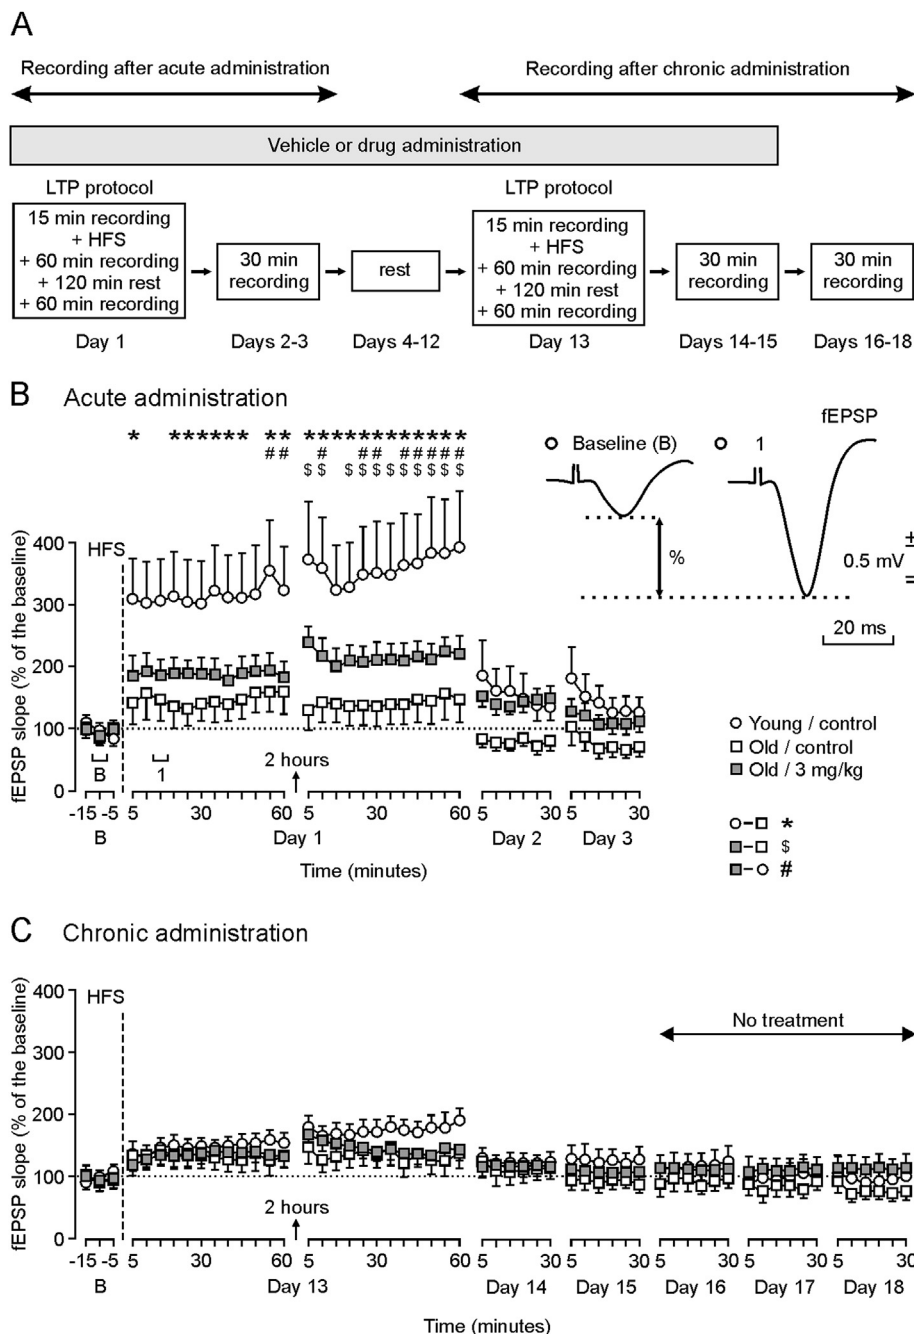 A
Recording after acute administration
Recording after chronic administration
Vehicle or drug administration
LTP protocol
LTP protocol
15 min recording
+ HFS
+ 60 min recording
+ 120 min rest
+ 60 min recording
30 min
recording
rest
15 min recording
+ HFS
+ 60 min recording
+ 120 min rest
+ 60 min recording
30 min
recording
30 min
recording
Day 1
Days 2-3
Days 4-12
Day 13
Days 14-15
Days 16-18
B Acute administration
* ****** ** ************
## # ## #####
$$ $$$ $$$$$
fEPSP
Baseline (B)
1
%
0.5 mV
±
=
20 ms
HFS
fEPSP slope (% of the baseline)
400
300
200
100
0
B
1
2 hours
-15 -5
5 30 60
5 30 60
5 30
5 30
B
Day 1
Day 2
Day 3
Time (minutes)
Young / control
Old / control
Old / 3 mg/kg
*
$
#
C Chronic administration
HFS
No treatment
fEPSP slope (% of the baseline)
400
300
200
100
0
2 hours
-15 -5
5 30 60
5 30 60
5 30
5 30
5 30
5 30
5 30
B
Day 13
Day 14
Day 15
Day 16
Day 17
Day 18
Time (minutes)